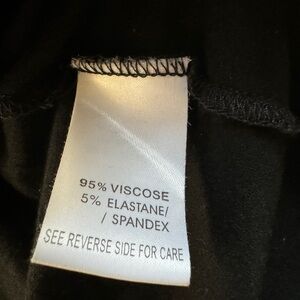 95% VISCOSE
5% ELASTANE/
/ SPANDEX
SEE REVERSE SIDE FOR CARE